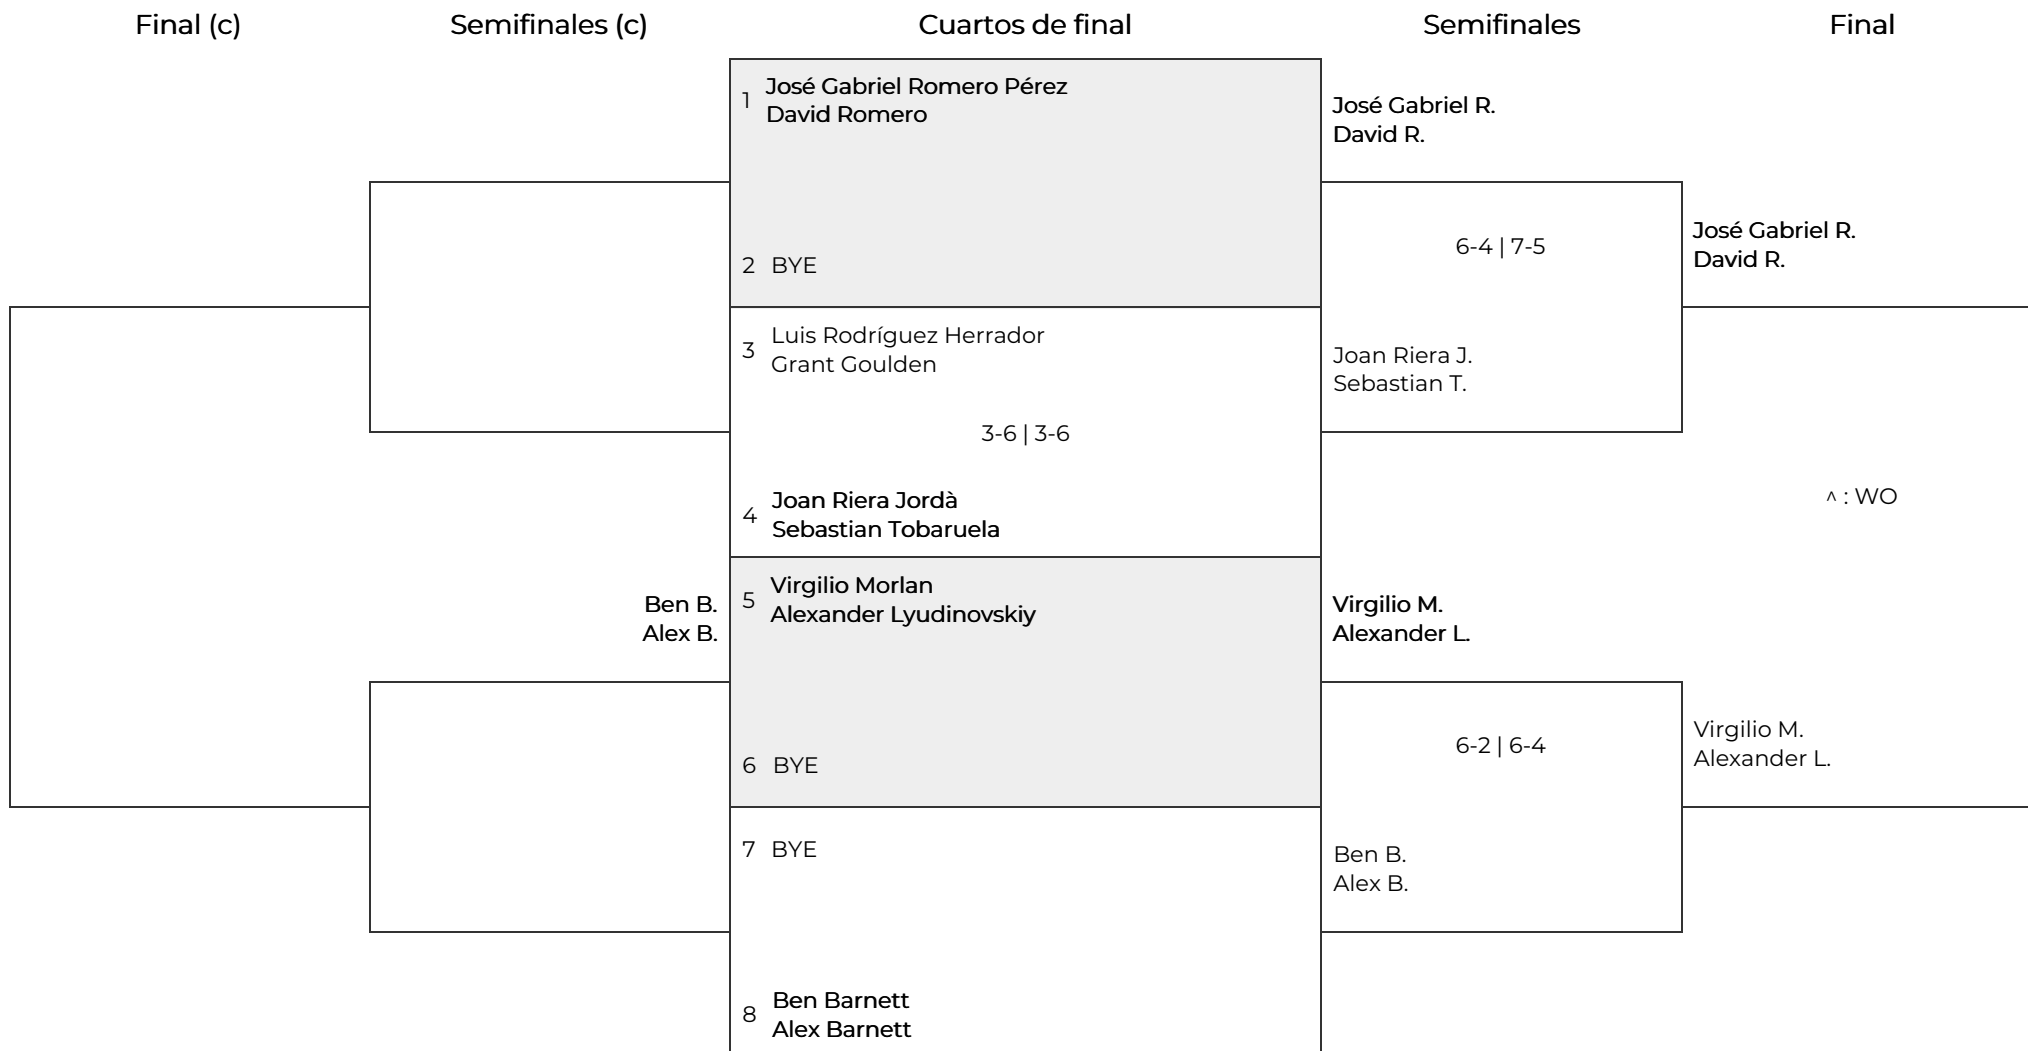 Final (c)
Semifinales (c)
Cuartos de final
Semifinales
Final
1
José Gabriel Romero Pérez
David Romero
2 BYE
3
Luis Rodríguez Herrador
Grant Goulden
3-6 | 3-6
4
Joan Riera Jordà
Sebastian Tobaruela
Ben B.
Alex B.
5
Virgilio Morlan
Alexander Lyudinovskiy
6 BYE
7 BYE
8
Ben Barnett
Alex Barnett
José Gabriel R.
David R.
6-4 | 7-5
Joan Riera J.
Sebastian T.
Virgilio M.
Alexander L.
6-2 | 6-4
Ben B.
Alex B.
José Gabriel R.
David R.
^ : WO
Virgilio M.
Alexander L.